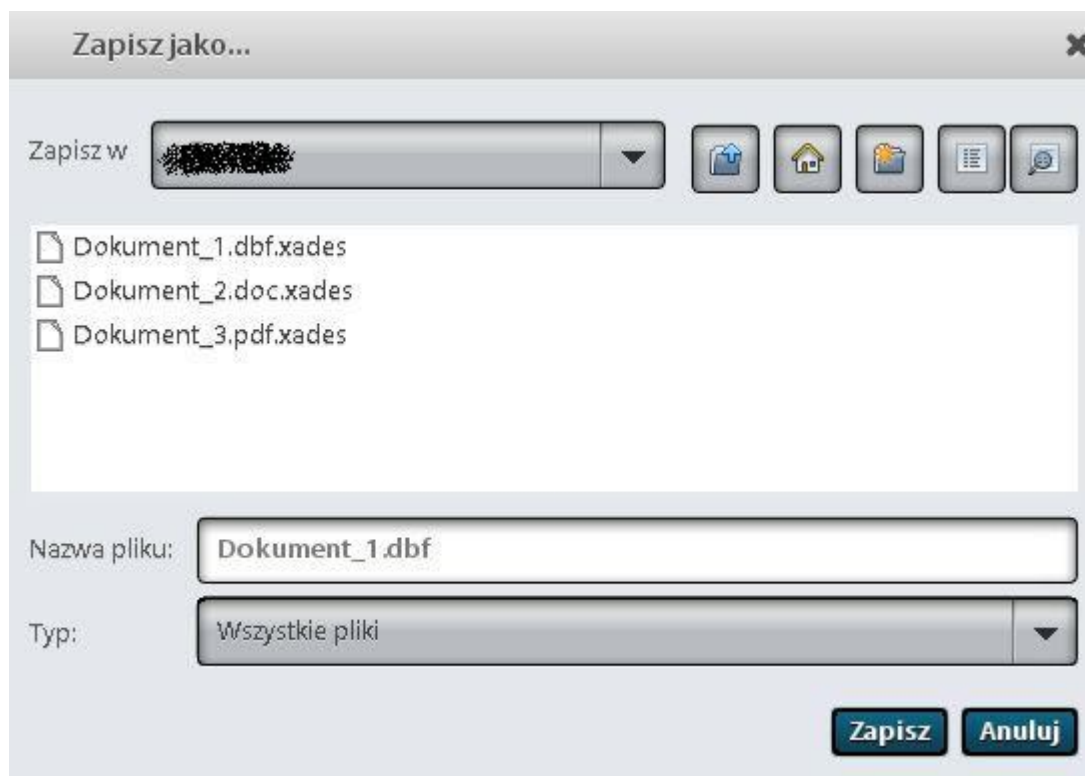 Zapisz jako...
Zapisz w
Dokument_1.dbf.xades
Dokument_2.doc.xades
Dokument_3.pdf.xades
Nazwa pliku: Dokument_1.dbf
Typ: Wszystkie pliki
Zapisz Anuluj